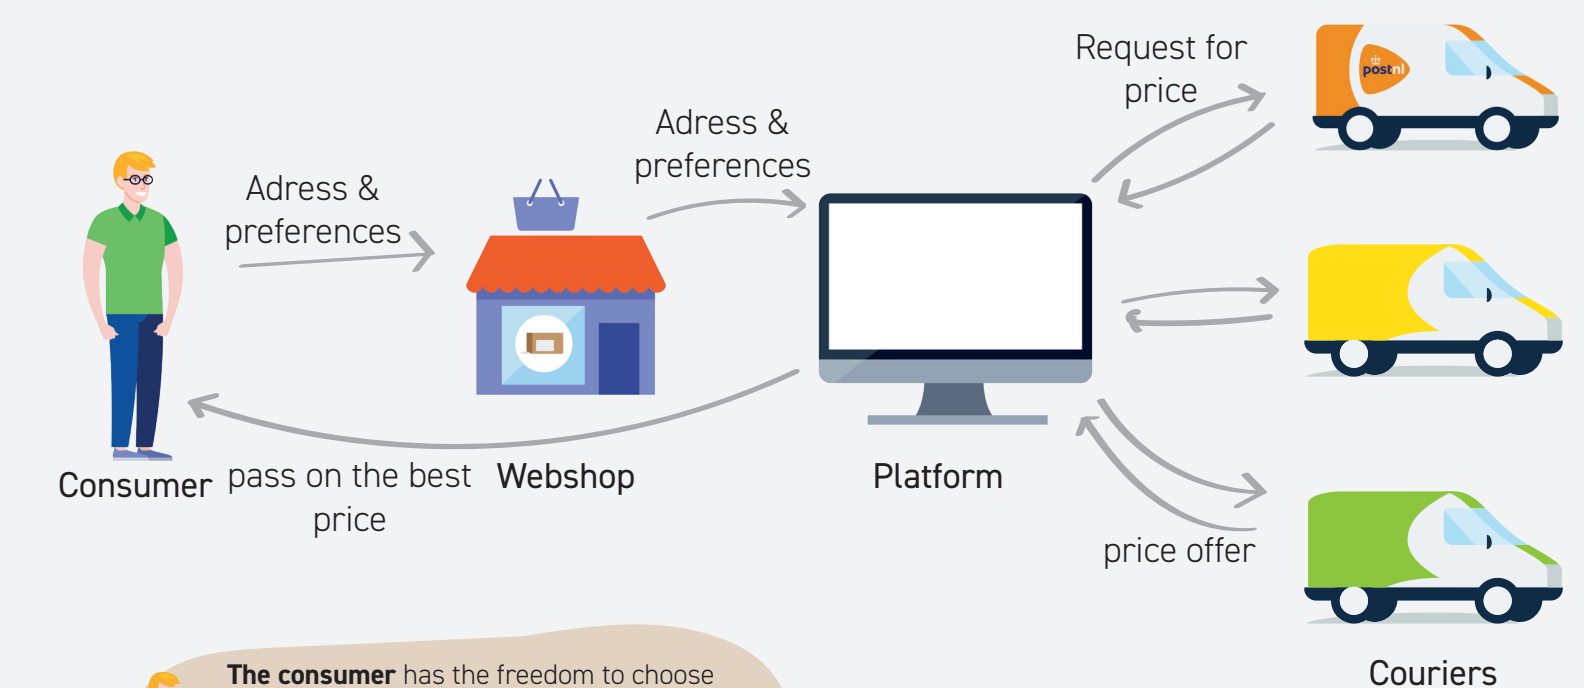 Request for
price
postnl
Adress &
preferences
Adress &
preferences
Consumer
pass on the best
price
Webshop
Platform
price offer
Couriers
The consumer has the freedom to choose